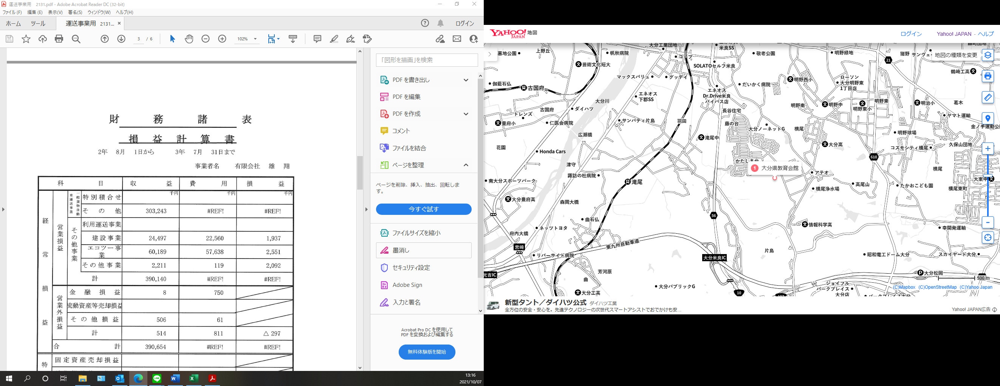 運送事業用 2131.pdf - Adobe Acrobat Reader DC (32-bit)
ファイル(F) 編集(E) 表示(V) 署名(S) ウィンドウ(W) ヘルプ(H)
ホーム ツール 運送事業用 2131... × ログイン
3 / 6 102%
財務諸表
損益計算書
2年 8月 1日から 3年 7月 31日まで
事業者名 有限会社 雄翔
科目 収益 費用 損益
千円 千円 千円
経常損益
営業損益
一般貨物自動車運送事業
特別積合せ
その他 303,243 #REF! #REF!
その他事業
利用運送事業
建設事業 24,497 22,560 1,937
エコツー事業 60,189 57,638 2,551
その他事業 2,211 119 2,092
計 390,140 #REF! #REF!
営業外損益
金融損益 8 750
流動資産等売却損益
その他損益 506 61
計 514 811 △ 297
合計 390,654 #REF! #REF!
特
固定資産売却損益
「図形を描画」を検索
PDF を書き出し
PDF を編集
PDF を作成
コメント
ファイルを結合
ページを整理
ページを削除、挿入、抽出、回転しま
す。
今すぐ試す
ファイルサイズを縮小
墨消し
セキュリティ設定
Adobe Sign
入力と署名
Acrobat Pro DC を使用して
PDF を変換および編集する
無料体験版を開始
13:16
2021/10/07
YAHOO! JAPAN 地図
ログイン Yahoo! JAPAN - ヘルプ
地図の種類を変更
墓地公園
上野丘
帆秋病院
大分工業団地
コープ
米良SS
敬老公園
明野緑地
21
猪野
サンヴェ
芸術文化短大
SOLATOセルフ米良
鶴崎工高
マックスバリュ
グッデイ
明野西小
ローソン
大分明野東
1丁目店
伽藍石仏
古国府
だいかく病院
エネオス
Dr.Drive米良
バイパス店
エネオス
下郡SS
大分川
明野南
明野中
明野東
明野東小
明治小
葛木
古国府
ダイハツ
長谷住宅
トレンズ
ヤマト運輸
豊府小
仁医会病院
サンパティ片島
羽田
藤の台
大分ノーネットG
横尾
明野球場
広瀬橋
滝尾中
花園
Honda Cars
大分高
コスモシティ横尾
久保山団地
610
かたしま台
津守
1 大分県教育会館
アテオ
横尾
南大分スポーツパーク
諏訪の杜病院
滝尾
高尾山
たかおこども園
大東中
横尾浄水場
横尾東町
大分豊府高
森岡大橋
56
曲石仏
情報科学高
ネッツトヨタ
幸開発運輸
府内大橋
宮崎
東九州自動車道
リバーサイド病院
大分米良IC
片島
昭和電工ドーム大分
スカイヤード大分
光吉IC
芳河原
曲
大分松岡
500 m
大分パブリックG
ジョイフル
パークプレイス
大分店
大分工高
10
(C)Mapbox (C)OpenStreetMap (C)Yahoo Japan
新型タント／ダイハツ公式 ダイハツ工業
全方位の安全・安心を。先進テクノロジーの次世代スマートアシストでおでかけも安...
Yahoo! JAPAN広告